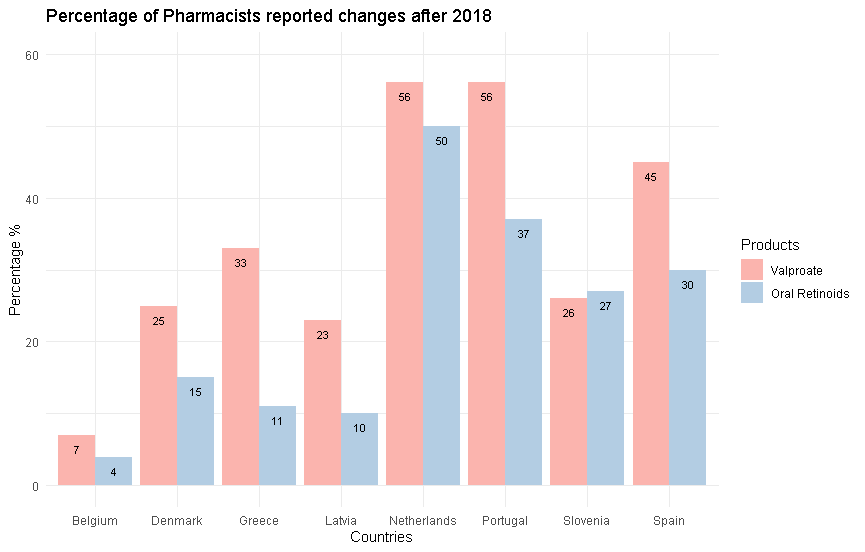 Percentage of Pharmacists reported changes after 2018
60
40
20
0
Percentage %
7
4
25
15
33
11
23
10
56
50
56
37
26
27
45
30
Belgium
Denmark
Greece
Latvia
Netherlands
Portugal
Slovenia
Spain
Countries
Products
Valproate
Oral Retinoids